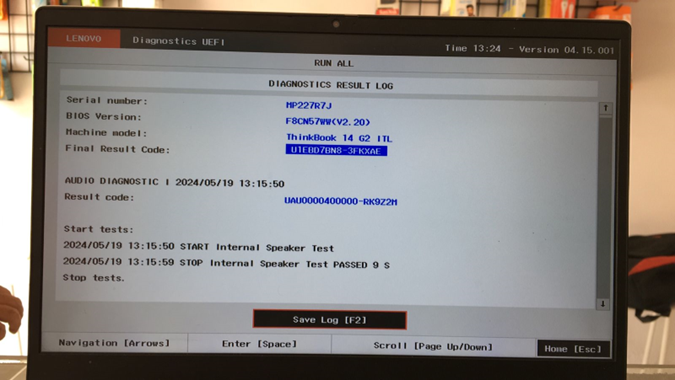 LENOVO Diagnostics UEFI Time 13:24 - Version 04.15.001
RUN ALL
DIAGNOSTICS RESULT LOG
Serial number: MP227R7J
BIOS Version: F8CN57WW(V2.20)
Machine model: ThinkBook 14 G2 ITL
Final Result Code: U1EBD7BN8-3FKXAE
AUDIO DIAGNOSTIC | 2024/05/19 13:15:50
Result code: UAU0000400000-RK9Z2M
Start tests:
2024/05/19 13:15:50 START Internal Speaker Test
2024/05/19 13:15:59 STOP Internal Speaker Test PASSED 9 S
Stop tests.
Save Log [F2]
Navigation [Arrows] Enter [Space] Scroll [Page Up/Down] Home [Esc]